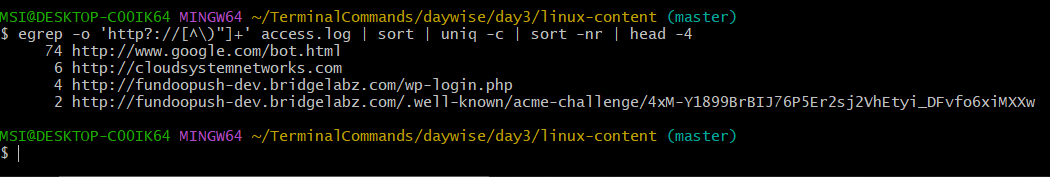 MSI@DESKTOP-COOIK64 MINGW64 ~/TerminalCommands/daywise/day3/linux-content (master)
$ egrep -o 'http?://[^\)"]+' access.log | sort | uniq -c | sort -nr | head -4
74 http://www.google.com/bot.html
6 http://cloudsystemnetworks.com
4 http://fundoopush-dev.bridgelabz.com/wp-login.php
2 http://fundoopush-dev.bridgelabz.com/.well-known/acme-challenge/4xM-Y1899BrBIJ76P5Er2sj2VhEtyi_DFvfo6xiMXXw
MSI@DESKTOP-COOIK64 MINGW64 ~/TerminalCommands/daywise/day3/linux-content (master)
$